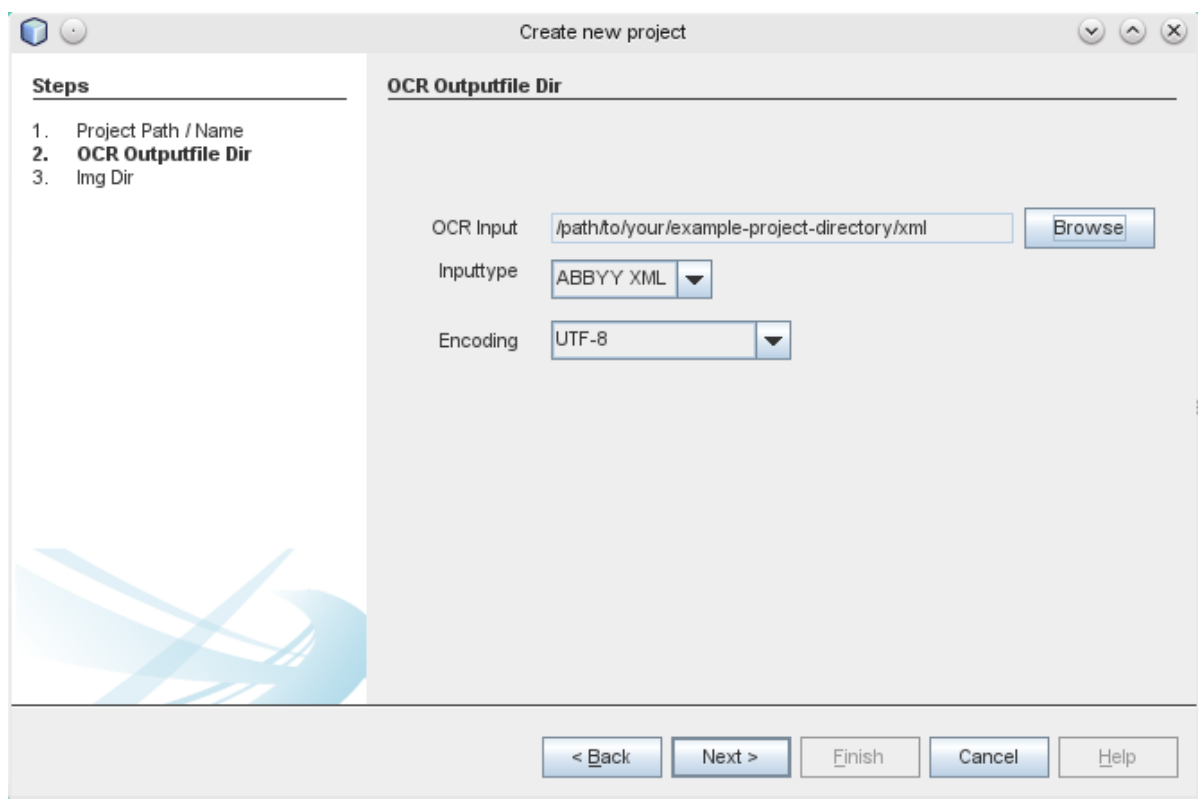 Create new project
Steps
1. Project Path / Name
2. OCR Outputfile Dir
3. Img Dir
OCR Outputfile Dir
OCR Input /path/to/your/example-project-directory/xml Browse
Inputtype ABBYY XML
Encoding UTF-8
< Back Next > Finish Cancel Help